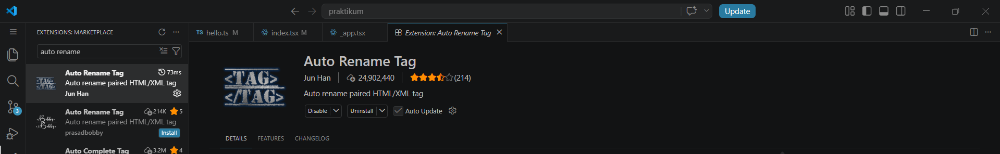 praktikum
Update
EXTENSIONS: MARKETPLACE
auto rename
Auto Rename Tag 73ms
Auto rename paired HTML/XML tag
Jun Han
Auto Rename Tag 214K 5
Auto rename paired HTML/XML tag
prasadbobby Install
Auto Complete Tag 3.2M 4
3
TS hello.ts M
index.tsx M
_app.tsx
Extension: Auto Rename Tag
<TAG>
</TAG>
Auto Rename Tag
Jun Han 24,902,440 (214)
Auto rename paired HTML/XML tag
Disable Uninstall Auto Update
DETAILS FEATURES CHANGELOG